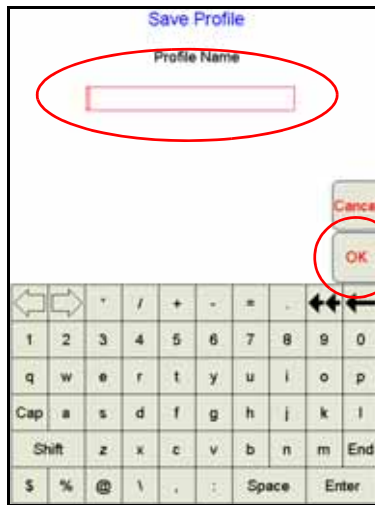 Save Profile
Profile Name
Cance
OK
* / + - = .
1 2 3 4 5 6 7 8 9 0
q w e r t y u i o p
Cap a s d f g h j k l
Shift z x c v b n m End
$ % @ \ , : Space Enter